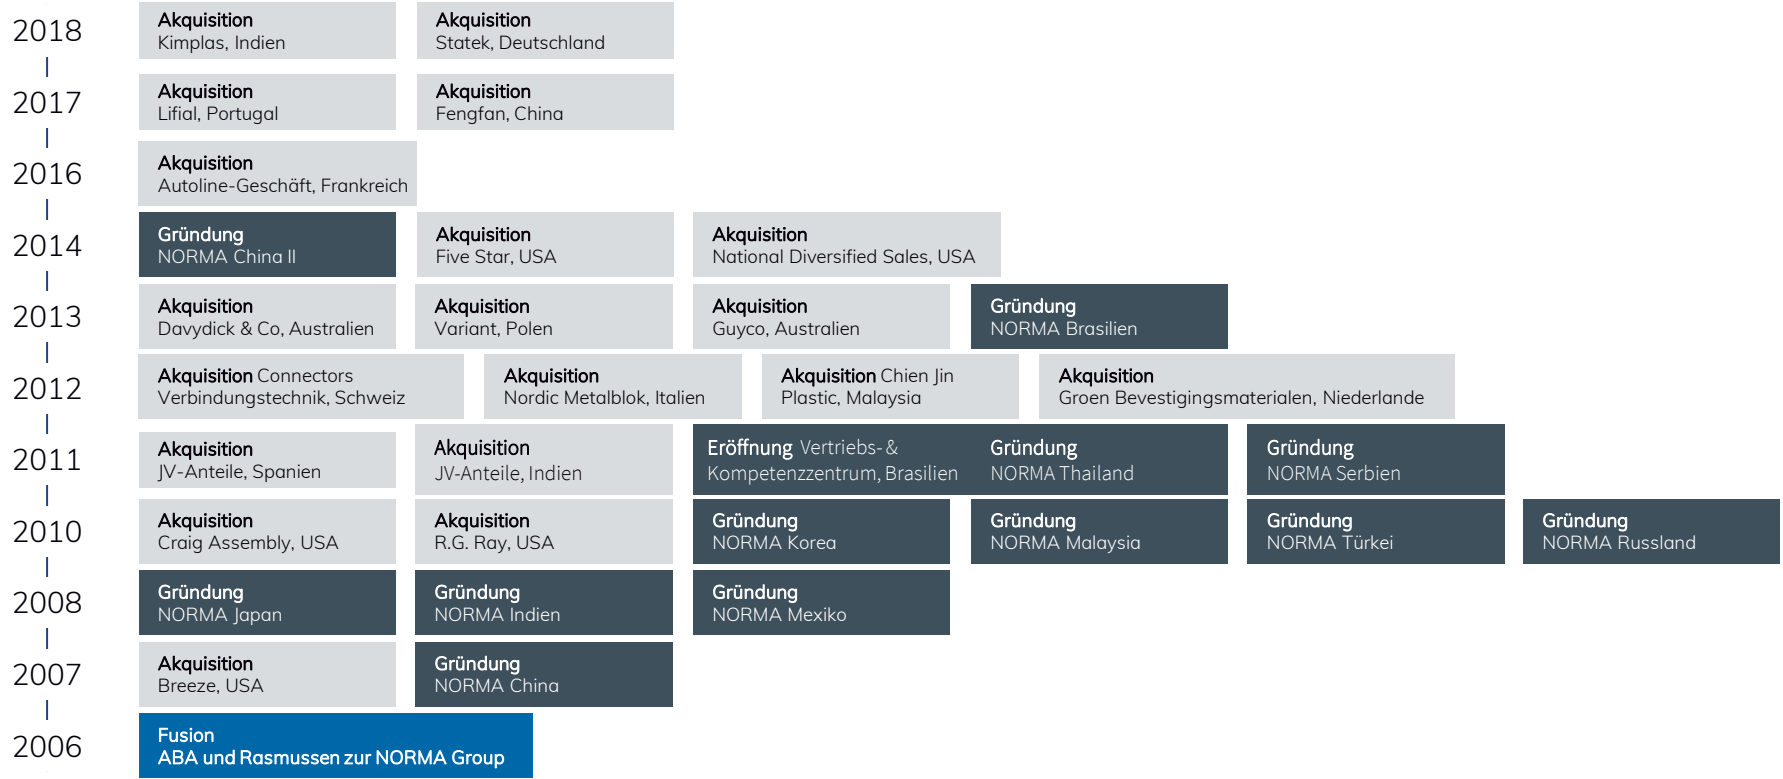 2018
Akquisition
Kimplas, Indien
Akquisition
Statek, Deutschland
2017
Akquisition
Lifial, Portugal
Akquisition
Fengfan, China
2016
Akquisition
Autoline-Geschäft, Frankreich
2014
Gründung
NORMA China II
Akquisition
Five Star, USA
Akquisition
National Diversified Sales, USA
2013
Akquisition
Davydick & Co, Australien
Akquisition
Variant, Polen
Akquisition
Guyco, Australien
Gründung
NORMA Brasilien
2012
Akquisition Connectors
Verbindungstechnik, Schweiz
Akquisition
Nordic Metalblok, Italien
Akquisition Chien Jin
Plastic, Malaysia
Akquisition
Groen Bevestigingsmaterialen, Niederlande
2011
Akquisition
JV-Anteile, Spanien
Akquisition
JV-Anteile, Indien
Eröffnung Vertriebs- &
Kompetenzzentrum, Brasilien
Gründung
NORMA Thailand
Gründung
NORMA Serbien
2010
Akquisition
Craig Assembly, USA
Akquisition
R.G. Ray, USA
Gründung
NORMA Korea
Gründung
NORMA Malaysia
Gründung
NORMA Türkei
Gründung
NORMA Russland
2008
Gründung
NORMA Japan
Gründung
NORMA Indien
Gründung
NORMA Mexiko
2007
Akquisition
Breeze, USA
Gründung
NORMA China
2006
Fusion
ABA und Rasmussen zur NORMA Group